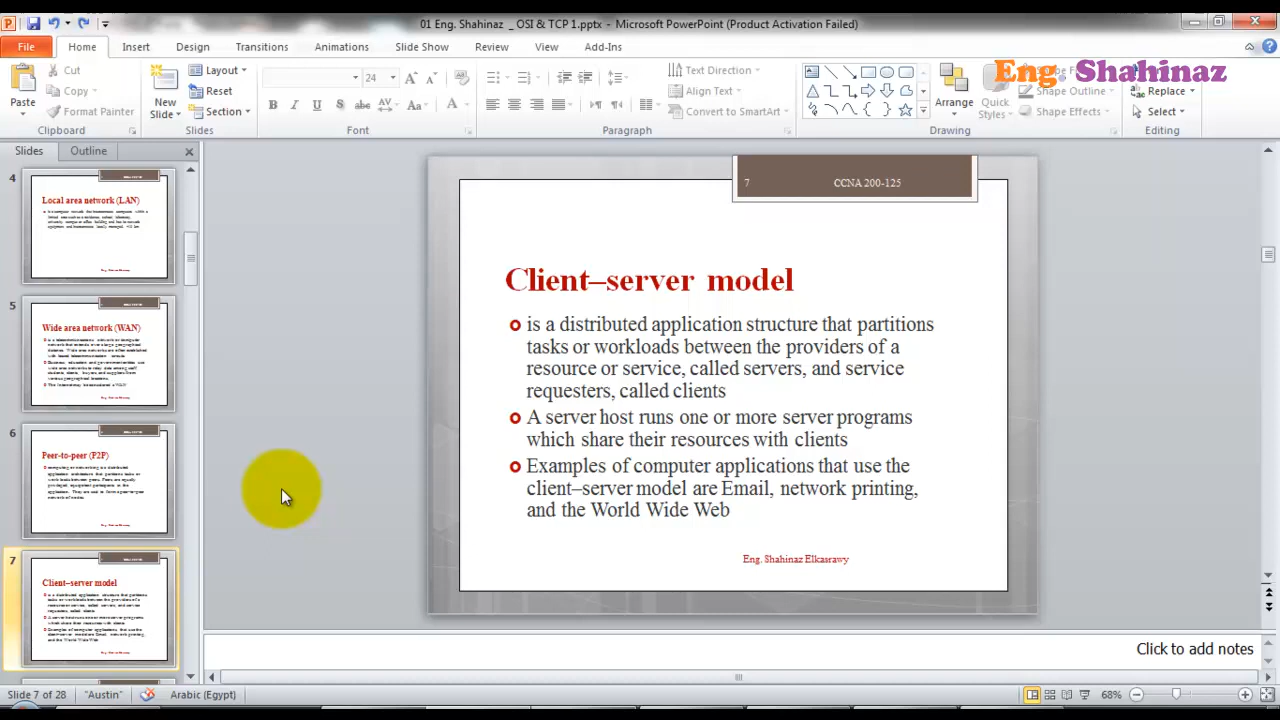 01 Eng. Shahinaz _ OSI & TCP 1.pptx - Microsoft PowerPoint (Product Activation Failed)
File Home Insert Design Transitions Animations Slide Show Review View Add-Ins
Eng Shahinaz
Paste
Cut
Copy
Format Painter
Clipboard
New
Slide
Layout
Reset
Section
Slides
24
Font
Text Direction
Align Text
Convert to SmartArt
Paragraph
Arrange
Quick
Styles
Shape Outline
Shape Effects
Drawing
Replace
Select
Editing
Slides Outline
4
Local area network (LAN)
5
Wide area network (WAN)
6
Peer-to-peer (P2P)
7
Client–server model
7 CCNA 200-125
Client–server model
is a distributed application structure that partitions
tasks or workloads between the providers of a
resource or service, called servers, and service
requesters, called clients
A server host runs one or more server programs
which share their resources with clients
Examples of computer applications that use the
client–server model are Email, network printing,
and the World Wide Web
Eng. Shahinaz Elkasrawy
Click to add notes
Slide 7 of 28 "Austin" Arabic (Egypt) 68%